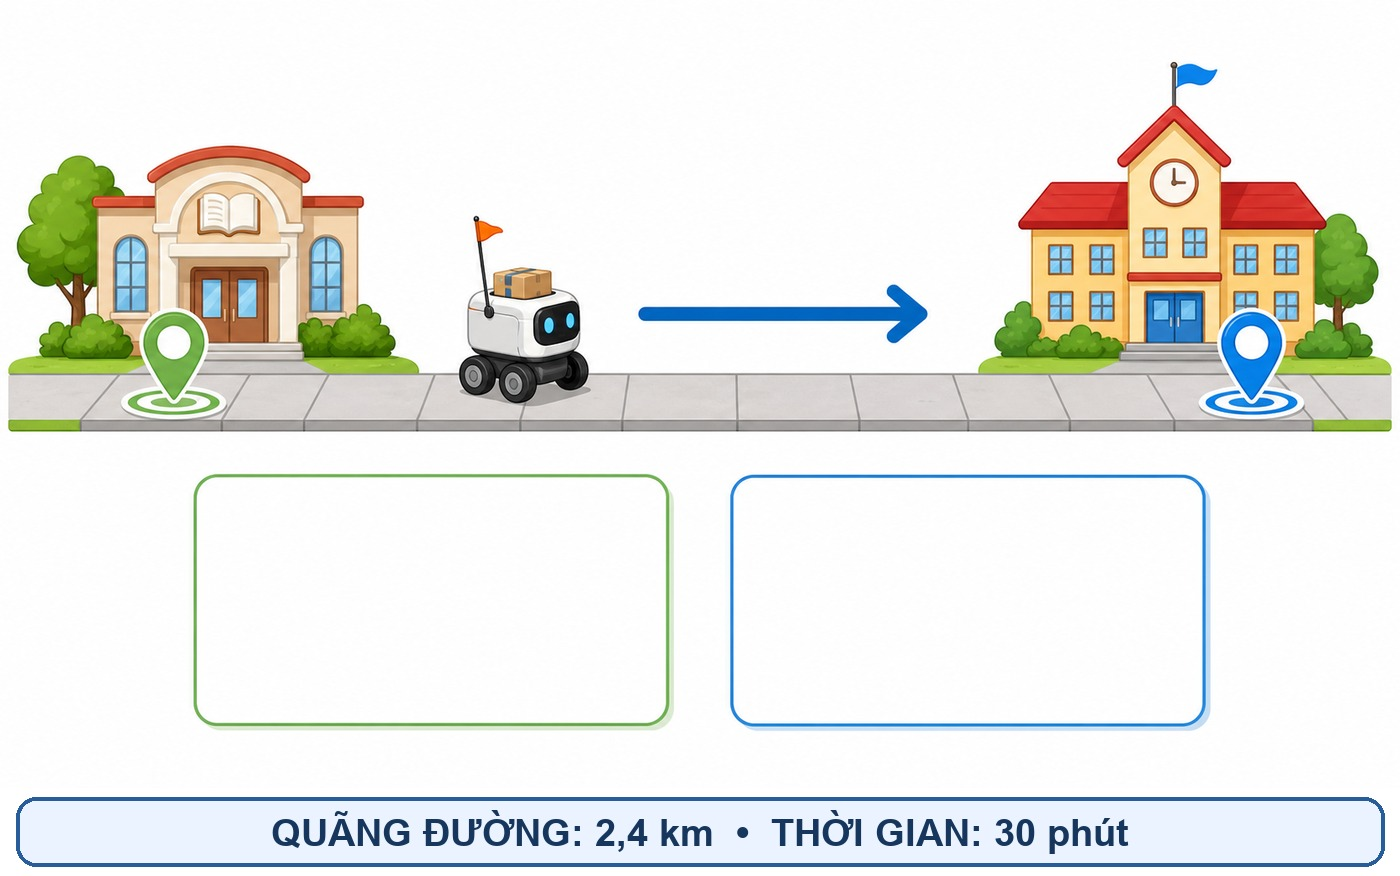 QUÃNG ĐƯỜNG: 2,4 km • THỜI GIAN: 30 phút